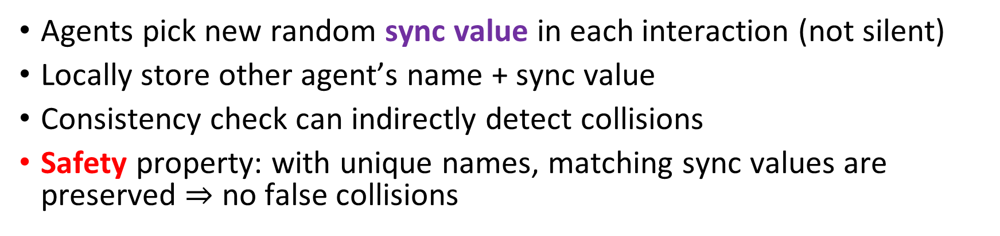 • Agents pick new random sync value in each interaction (not silent)
• Locally store other agent’s name + sync value
• Consistency check can indirectly detect collisions
• Safety property: with unique names, matching sync values are
preserved ⇒ no false collisions